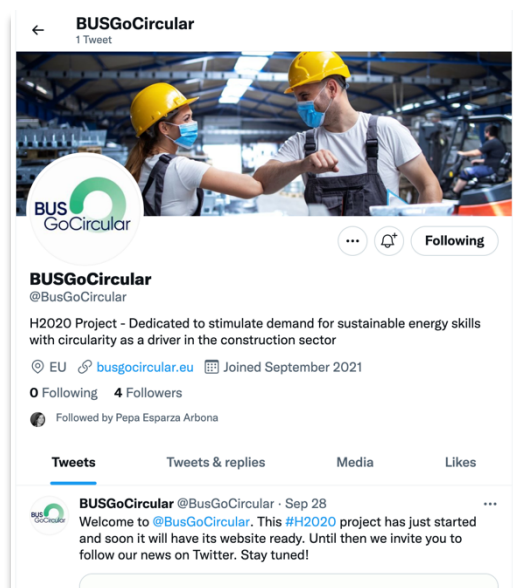 BUSGoCircular
1 Tweet
BUS
GoCircular
Following
BUSGoCircular
@BusGoCircular
H2020 Project - Dedicated to stimulate demand for sustainable energy skills
with circularity as a driver in the construction sector
EU busgocircular.eu Joined September 2021
0 Following 4 Followers
Followed by Pepa Esparza Arbona
Tweets Tweets & replies Media Likes
BUSGoCircular @BusGoCircular · Sep 28
BUS
GoCircular
Welcome to @BusGoCircular. This #H2020 project has just started
and soon it will have its website ready. Until then we invite you to
follow our news on Twitter. Stay tuned!